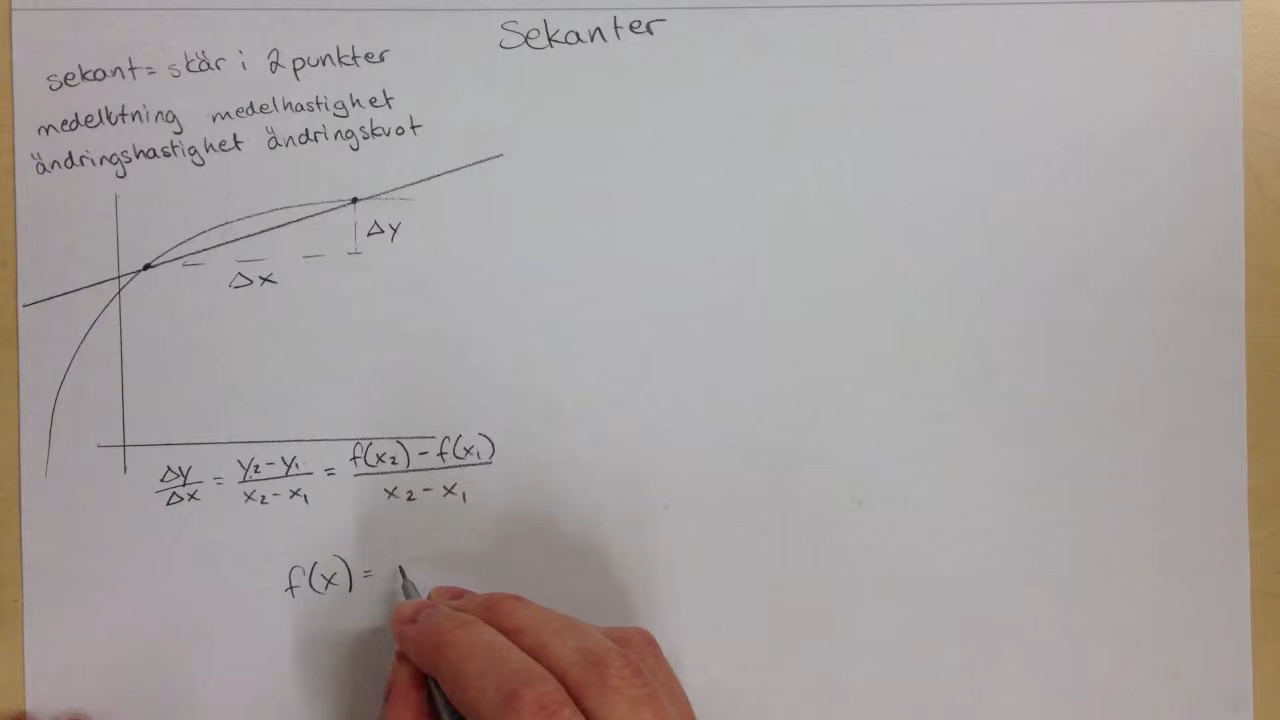 Sekanter
sekant= skär i 2 punkter
medellutning medelhastighet
ändringshastighet ändringskvot
Δy
Δx
Δy/Δx = y₂-y₁/x₂-x₁ = f(x₂)-f(x₁)/x₂-x₁
f(x)=